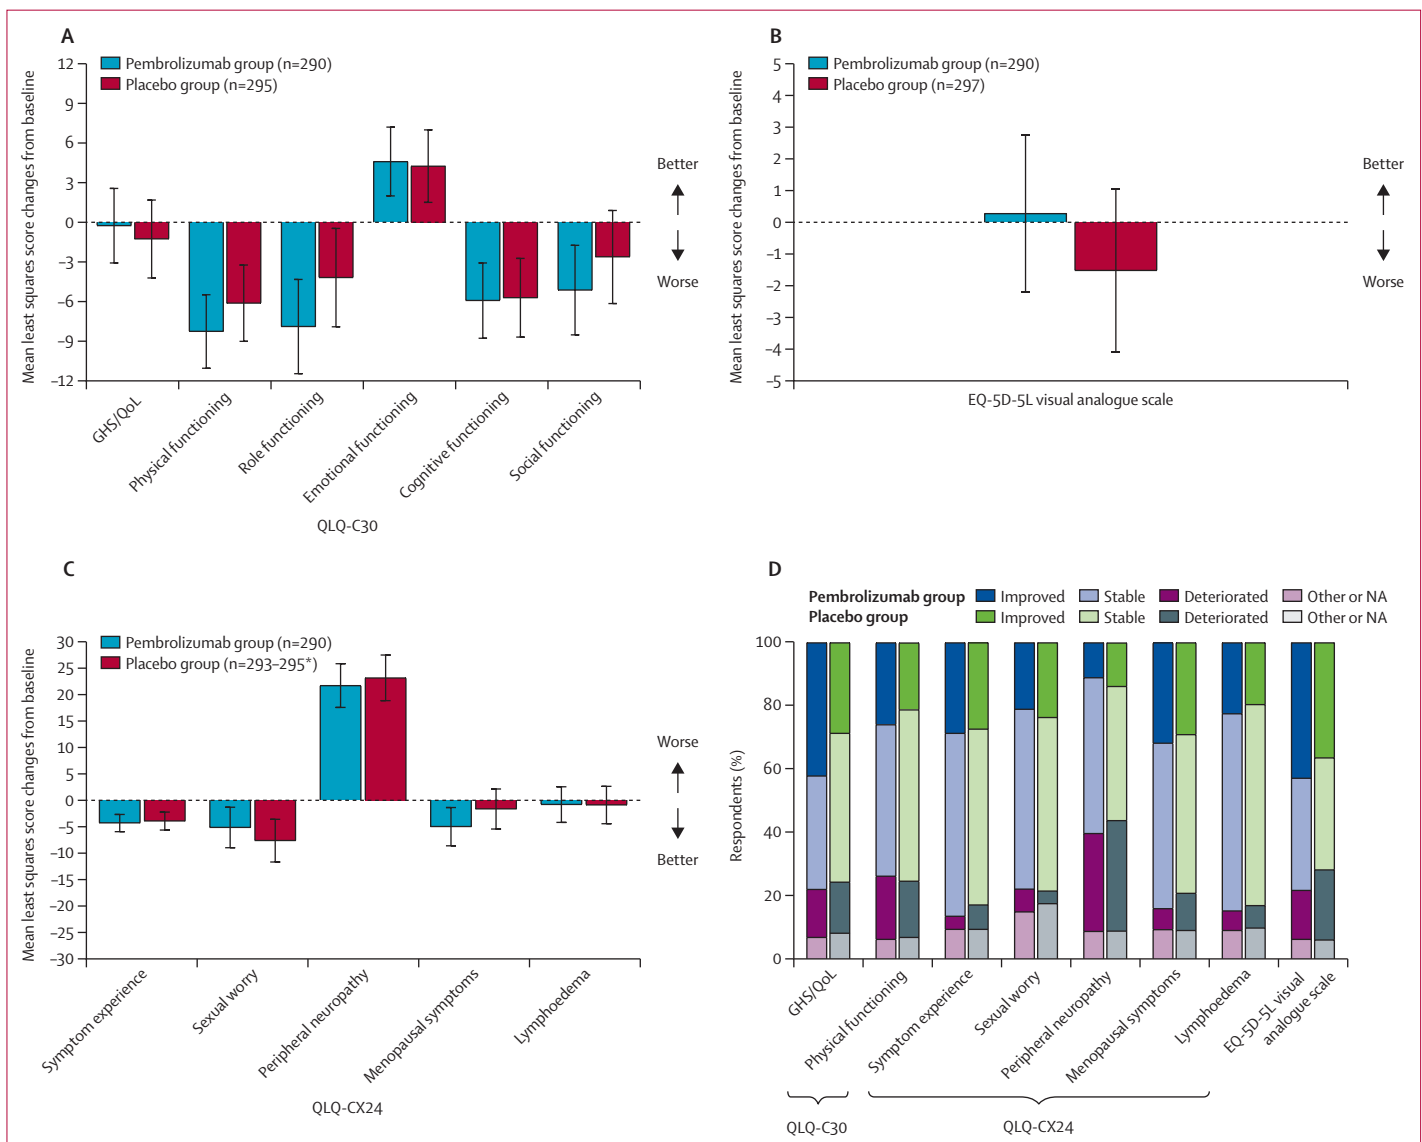 A
Pembrolizumab group (n=290)
Placebo group (n=295)
Mean least squares score changes from baseline
12
9
6
3
0
–3
–6
–9
–12
Better
Worse
GHS/QoL
Physical functioning
Role functioning
Emotional functioning
Cognitive functioning
Social functioning
QLQ-C30
B
Pembrolizumab group (n=290)
Placebo group (n=297)
Mean least squares score changes from baseline
5
4
3
2
1
0
–1
–2
–3
–4
–5
Better
Worse
EQ-5D-5L visual analogue scale
C
Pembrolizumab group (n=290)
Placebo group (n=293–295*)
Mean least squares score changes from baseline
30
25
20
15
10
5
0
–5
–10
–15
–20
–25
–30
Worse
Better
Symptom experience
Sexual worry
Peripheral neuropathy
Menopausal symptoms
Lymphoedema
QLQ-CX24
D
Pembrolizumab group Improved Stable Deteriorated Other or NA
Placebo group Improved Stable Deteriorated Other or NA
Respondents (%)
100
80
60
40
20
0
GHS/QoL
Physical functioning
Symptom experience
Sexual worry
Peripheral neuropathy
Menopausal symptoms
Lymphoedema
EQ-5D-5L visual
analogue scale
QLQ-C30
QLQ-CX24